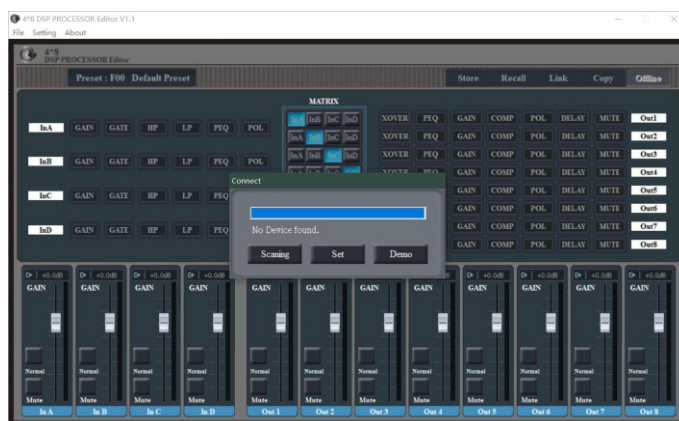 4*8 DSP PROCESSOR Editor V1.1
File Setting About
4*8
DSP PROCESSOR Editor
Preset : F00 Default Preset Store Recall Link Copy Offline
MATRIX
InA InB InC InD XOVER PEQ GAIN COMP POL DELAY MUTE Out1
InA GAIN GATE HP LP PEQ POL
InA InB InC InD XOVER PEQ GAIN COMP POL DELAY MUTE Out2
InB GAIN GATE HP LP PEQ POL
InA InB InC InD XOVER PEQ GAIN COMP POL DELAY MUTE Out3
GAIN COMP POL DELAY MUTE Out4
InC GAIN GATE HP LP PEQ
GAIN COMP POL DELAY MUTE Out5
GAIN COMP POL DELAY MUTE Out6
InD GAIN GATE HP LP PEQ
GAIN COMP POL DELAY MUTE Out7
GAIN COMP POL DELAY MUTE Out8
Connect
No Device found.
Scaning Set Demo
+0.0dB +0.0dB +0.0dB +0.0dB +0.0dB +0.0dB +0.0dB +0.0dB
GAIN GAIN GAIN GAIN GAIN GAIN GAIN GAIN GAIN GAIN GAIN GAIN
Normal Normal Normal Normal Normal Normal Normal Normal Normal Normal Normal Normal
Mute Mute Mute Mute Mute Mute Mute Mute Mute Mute Mute Mute
In A In B In C In D Out 1 Out 2 Out 3 Out 4 Out 5 Out 6 Out 7 Out 8